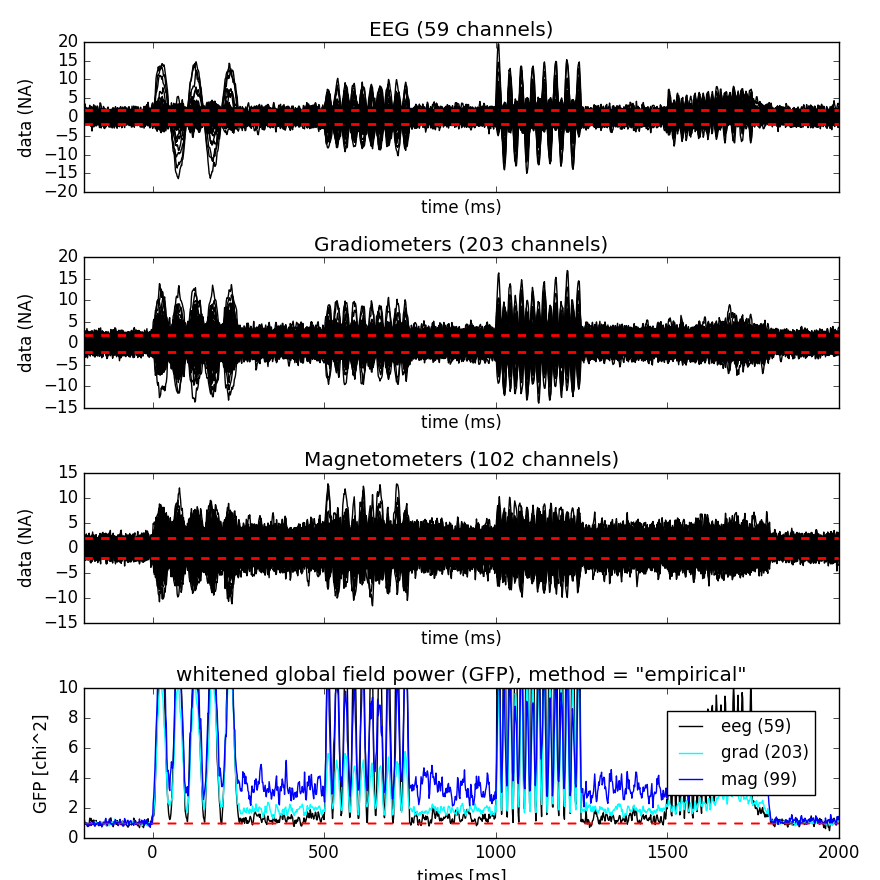 EEG (59 channels)
20
15
10
5
0
−5
−10
−15
−20
data (NA)
time (ms)
Gradiometers (203 channels)
20
15
10
5
0
−5
−10
−15
data (NA)
time (ms)
Magnetometers (102 channels)
15
10
5
0
−5
−10
−15
data (NA)
time (ms)
whitened global field power (GFP), method = "empirical"
10
8
6
4
2
0
GFP [chi^2]
eeg (59)
grad (203)
mag (99)
0 500 1000 1500 2000
times [ms]